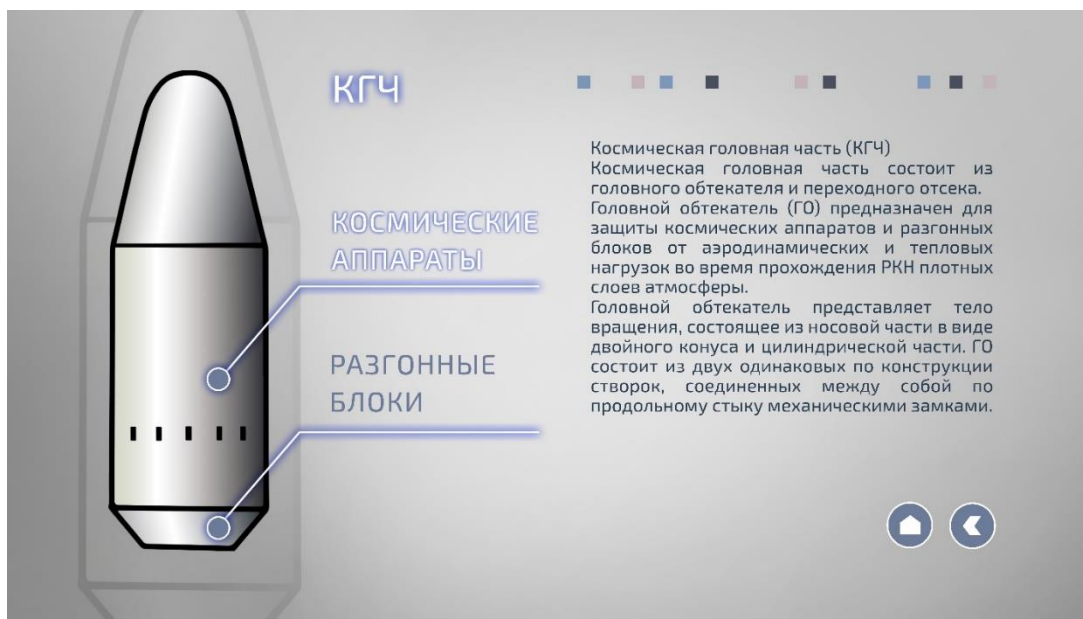 КГЧ
КОСМИЧЕСКИЕ
АППАРАТЫ
РАЗГОННЫЕ
БЛОКИ
Космическая головная часть (КГЧ)
Космическая головная часть состоит из
головного обтекателя и переходного отсека.
Головной обтекатель (ГО) предназначен для
защиты космических аппаратов и разгонных
блоков от аэродинамических и тепловых
нагрузок во время прохождения РКН плотных
слоев атмосферы.
Головной обтекатель представляет тело
вращения, состоящее из носовой части в виде
двойного конуса и цилиндрической части. ГО
состоит из двух одинаковых по конструкции
створок, соединенных между собой по
продольному стыку механическими замками.